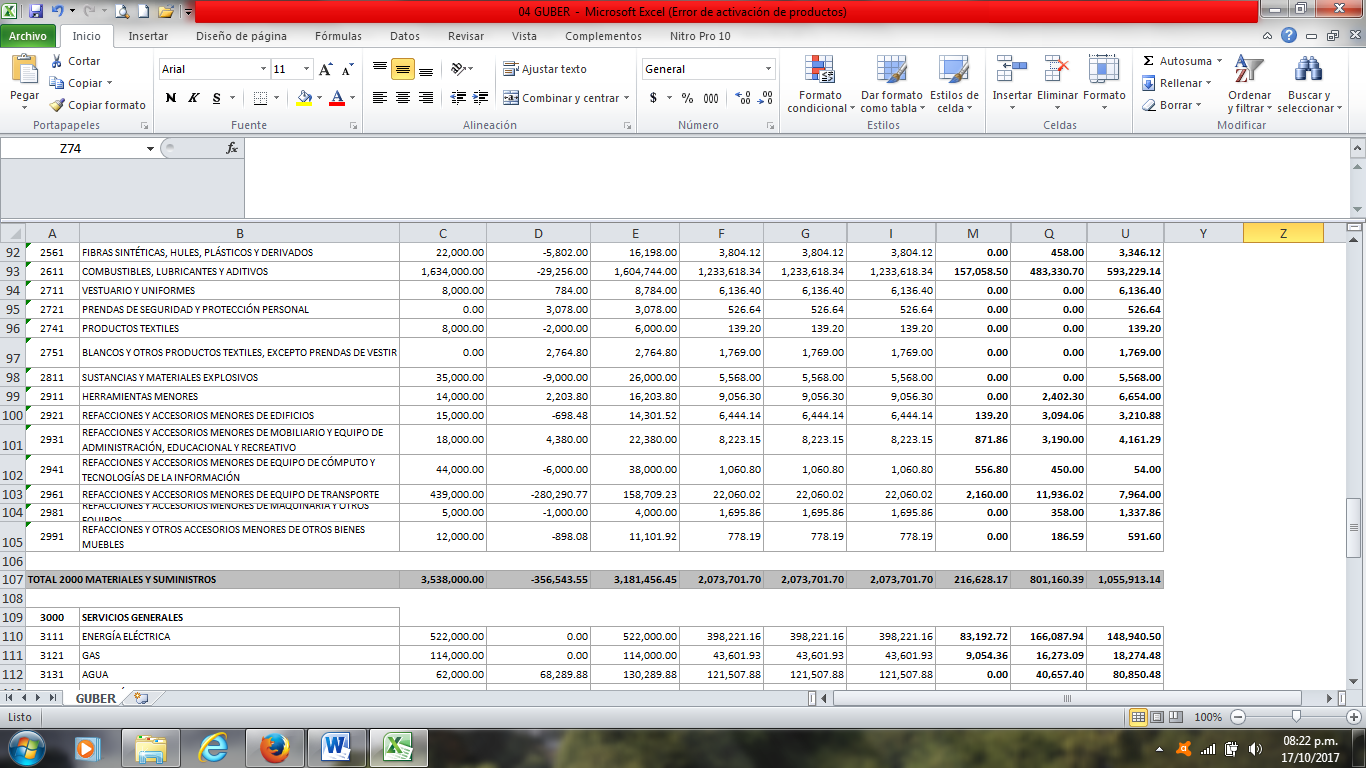 04 GUBER - Microsoft Excel (Error de activación de productos)
Archivo Inicio Insertar Diseño de página Fórmulas Datos Revisar Vista Complementos Nitro Pro 10
Pegar
Cortar
Copiar
Copiar formato
Portapapeles
Arial 11
N K S
Fuente
Ajustar texto
Combinar y centrar
Alineación
General
$ % 000
Número
Formato condicional
Dar formato como tabla
Estilos de celda
Estilos
Insertar Eliminar Formato
Celdas
Σ Autosuma
Rellenar
Borrar
Ordenar y filtrar
Buscar y seleccionar
Modificar
Z74 fx
A B C D E F G I M Q U Y Z
92 2561 FIBRAS SINTÉTICAS, HULES, PLÁSTICOS Y DERIVADOS 22,000.00 -5,802.00 16,198.00 3,804.12 3,804.12 3,804.12 0.00 458.00 3,346.12
93 2611 COMBUSTIBLES, LUBRICANTES Y ADITIVOS 1,634,000.00 -29,256.00 1,604,744.00 1,233,618.34 1,233,618.34 1,233,618.34 157,058.50 483,330.70 593,229.14
94 2711 VESTUARIO Y UNIFORMES 8,000.00 784.00 8,784.00 6,136.40 6,136.40 6,136.40 0.00 0.00 6,136.40
95 2721 PRENDAS DE SEGURIDAD Y PROTECCIÓN PERSONAL 0.00 3,078.00 3,078.00 526.64 526.64 526.64 0.00 0.00 526.64
96 2741 PRODUCTOS TEXTILES 8,000.00 -2,000.00 6,000.00 139.20 139.20 139.20 0.00 0.00 139.20
97 2751 BLANCOS Y OTROS PRODUCTOS TEXTILES, EXCEPTO PRENDAS DE VESTIR 0.00 2,764.80 2,764.80 1,769.00 1,769.00 1,769.00 0.00 0.00 1,769.00
98 2811 SUSTANCIAS Y MATERIALES EXPLOSIVOS 35,000.00 -9,000.00 26,000.00 5,568.00 5,568.00 5,568.00 0.00 0.00 5,568.00
99 2911 HERRAMIENTAS MENORES 14,000.00 2,203.80 16,203.80 9,056.30 9,056.30 9,056.30 0.00 2,402.30 6,654.00
100 2921 REFACCIONES Y ACCESORIOS MENORES DE EDIFICIOS 15,000.00 -698.48 14,301.52 6,444.14 6,444.14 6,444.14 139.20 3,094.06 3,210.88
101 2931 REFACCIONES Y ACCESORIOS MENORES DE MOBILIARIO Y EQUIPO DE
ADMINISTRACIÓN, EDUCACIONAL Y RECREATIVO 18,000.00 4,380.00 22,380.00 8,223.15 8,223.15 8,223.15 871.86 3,190.00 4,161.29
102 2941 REFACCIONES Y ACCESORIOS MENORES DE EQUIPO DE CÓMPUTO Y
TECNOLOGÍAS DE LA INFORMACIÓN 44,000.00 -6,000.00 38,000.00 1,060.80 1,060.80 1,060.80 556.80 450.00 54.00
103 2961 REFACCIONES Y ACCESORIOS MENORES DE EQUIPO DE TRANSPORTE 439,000.00 -280,290.77 158,709.23 22,060.02 22,060.02 22,060.02 2,160.00 11,936.02 7,964.00
104 2981 REFACCIONES Y ACCESORIOS MENORES DE MAQUINARIA Y OTROS
EQUIPOS 5,000.00 -1,000.00 4,000.00 1,695.86 1,695.86 1,695.86 0.00 358.00 1,337.86
105 2991 REFACCIONES Y OTROS ACCESORIOS MENORES DE OTROS BIENES
MUEBLES 12,000.00 -898.08 11,101.92 778.19 778.19 778.19 0.00 186.59 591.60
106
107 TOTAL 2000 MATERIALES Y SUMINISTROS 3,538,000.00 -356,543.55 3,181,456.45 2,073,701.70 2,073,701.70 2,073,701.70 216,628.17 801,160.39 1,055,913.14
108
109 3000 SERVICIOS GENERALES
110 3111 ENERGÍA ELÉCTRICA 522,000.00 0.00 522,000.00 398,221.16 398,221.16 398,221.16 83,192.72 166,087.94 148,940.50
111 3121 GAS 114,000.00 0.00 114,000.00 43,601.93 43,601.93 43,601.93 9,054.36 16,273.09 18,274.48
112 3131 AGUA 62,000.00 68,289.88 130,289.88 121,507.88 121,507.88 121,507.88 0.00 40,657.40 80,850.48
GUBER
Listo 100%
08:22 p.m.
17/10/2017